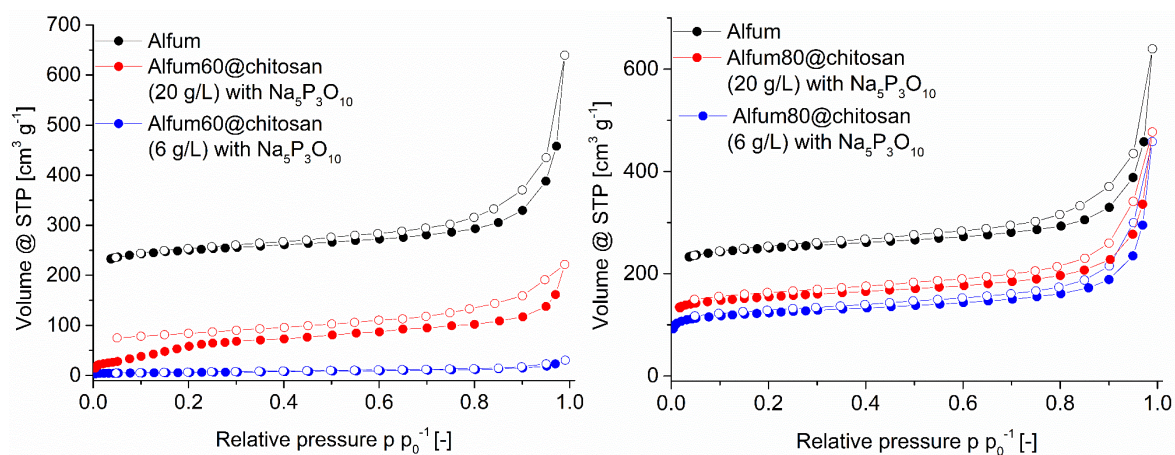 700
600
500
400
300
200
100
0
Volume @ STP [cm³ g⁻¹]
Alfum
Alfum60@chitosan
(20 g/L) with Na₅P₃O₁₀
Alfum60@chitosan
(6 g/L) with Na₅P₃O₁₀
0.0 0.2 0.4 0.6 0.8 1.0
Relative pressure p p₀⁻¹ [-]
600
400
200
0
Volume @ STP [cm³ g⁻¹]
Alfum
Alfum80@chitosan
(20 g/L) with Na₅P₃O₁₀
Alfum80@chitosan
(6 g/L) with Na₅P₃O₁₀
0.0 0.2 0.4 0.6 0.8 1.0
Relative pressure p p₀⁻¹ [-]